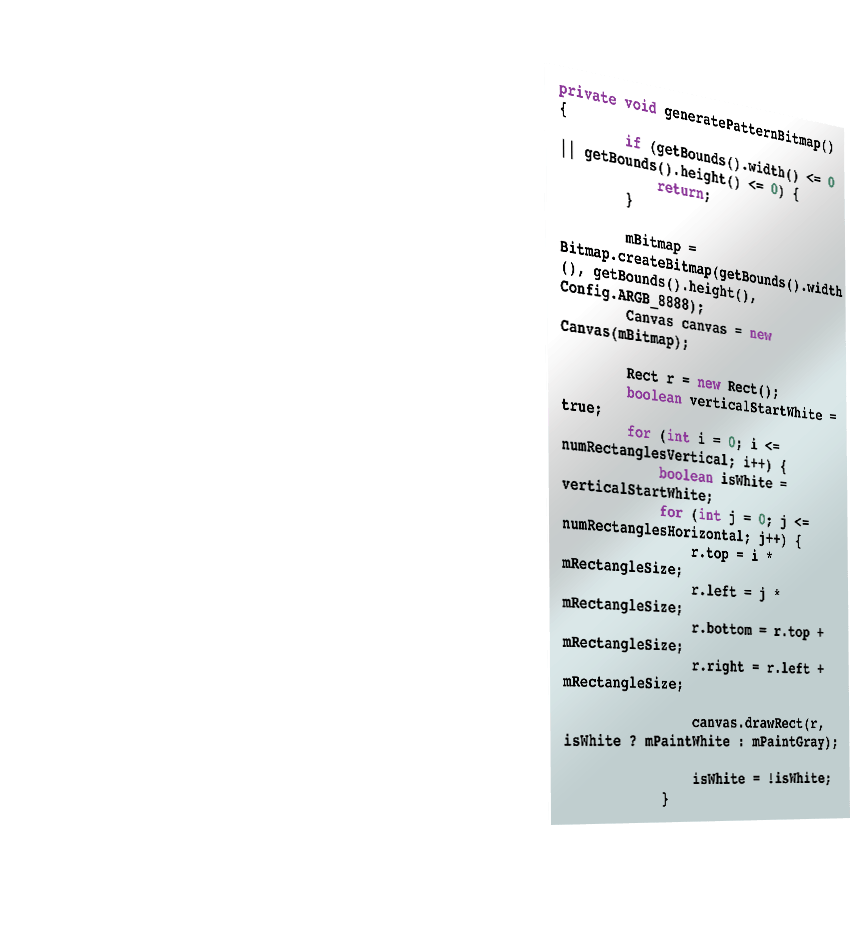 private void generatePatternBitmap()
{
if (getBounds().width() <= 0
|| getBounds().height() <= 0) {
return;
}
mBitmap =
Bitmap.createBitmap(getBounds().width
(), getBounds().height(),
Config.ARGB_8888);
Canvas canvas = new
Canvas(mBitmap);
Rect r = new Rect();
boolean verticalStartWhite =
true;
for (int i = 0; i <=
numRectanglesVertical; i++) {
boolean isWhite =
verticalStartWhite;
for (int j = 0; j <=
numRectanglesHorizontal; j++) {
r.top = i *
mRectangleSize;
r.left = j *
mRectangleSize;
r.bottom = r.top +
mRectangleSize;
r.right = r.left +
mRectangleSize;
canvas.drawRect(r,
isWhite ? mPaintWhite : mPaintGray);
isWhite = !isWhite;
}